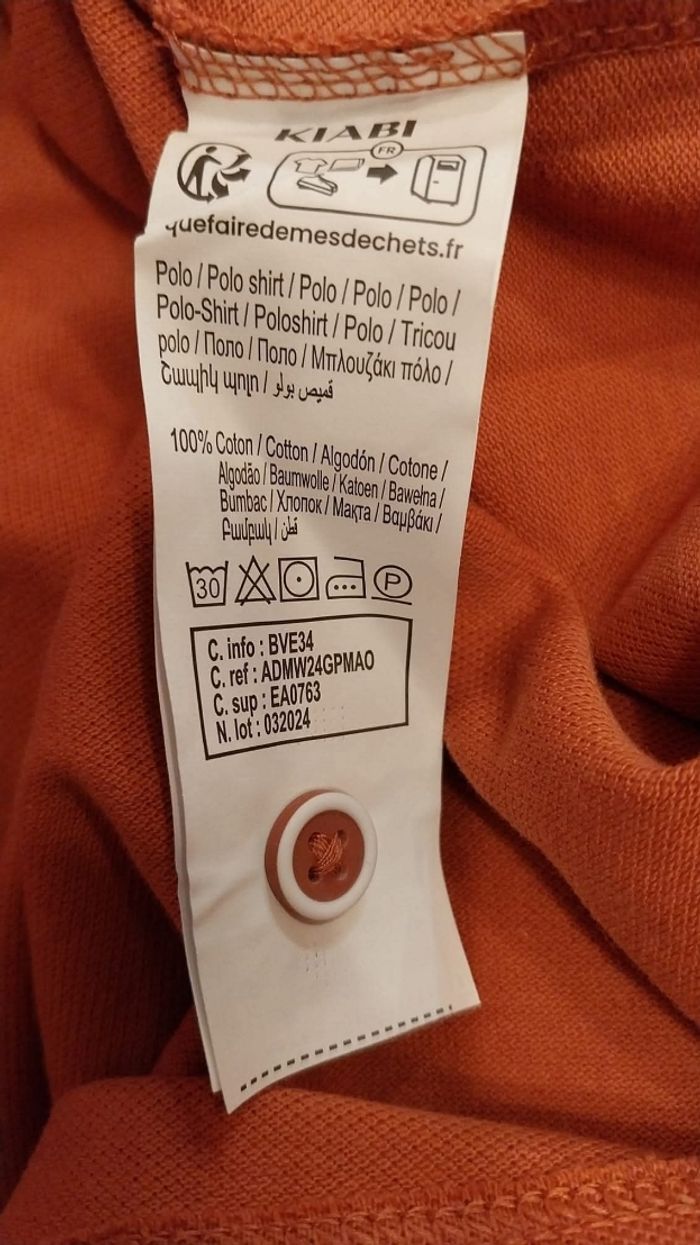 KIABI
FR
quefairedemesdechets.fr
Polo / Polo shirt / Polo / Polo / Polo /
Polo-Shirt / Poloshirt / Polo / Tricou
polo / Поло / Поло / Μπλουζάκι πόλο /
Շապիկ պոլո / قميص بولو
100% Coton / Cotton / Algodón / Cotone /
Algodão / Baumwolle / Katoen / Bawełna /
Bumbac / Хлопок / Мақта / Βαμβάκι /
Բամբակ / قطن
30 P
C. info : BVE34
C. ref : ADMW24GPMAO
C. sup : EA0763
N. lot : 032024